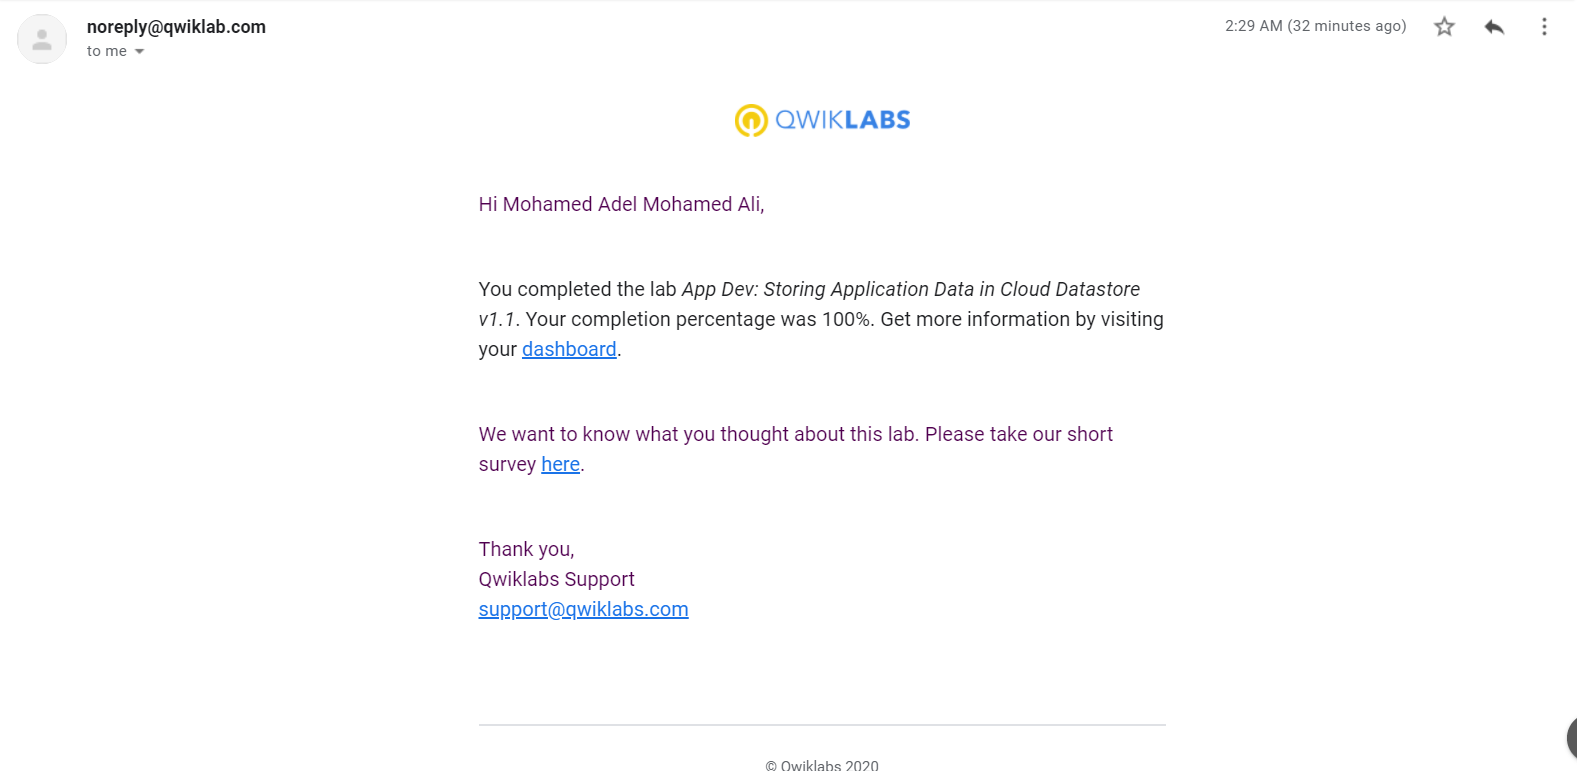 noreply@qwiklab.com
2:29 AM (32 minutes ago)
to me
QWIKLABS
Hi Mohamed Adel Mohamed Ali,
You completed the lab App Dev: Storing Application Data in Cloud Datastore
v1.1. Your completion percentage was 100%. Get more information by visiting
your dashboard.
We want to know what you thought about this lab. Please take our short
survey here.
Thank you,
Qwiklabs Support
support@qwiklabs.com
© Qwiklabs 2020